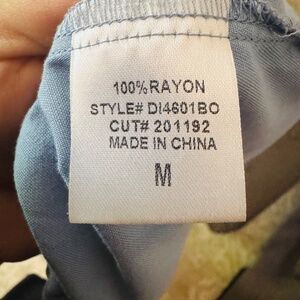 100% RAYON
STYLE# DI4601BO
CUT# 201192
MADE IN CHINA
M